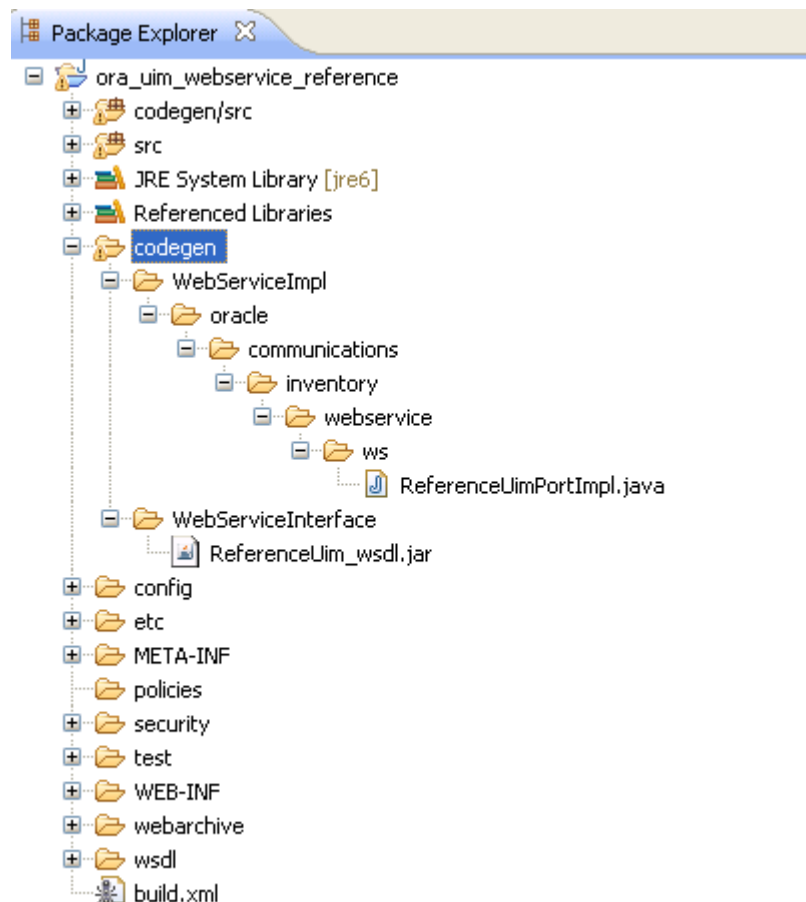 Package Explorer
ora_uim_webservice_reference
codegen/src
src
JRE System Library [jre6]
Referenced Libraries
codegen
WebServiceImpl
oracle
communications
inventory
webservice
ws
ReferenceUimPortImpl.java
WebServiceInterface
ReferenceUim_wsdl.jar
config
etc
META-INF
policies
security
test
WEB-INF
webarchive
wsdl
build.xml